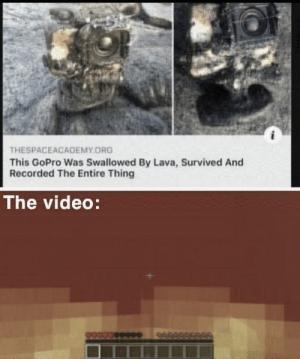 THESPACEACADEMY.ORG
This GoPro Was Swallowed By Lava, Survived And
Recorded The Entire Thing
The video: